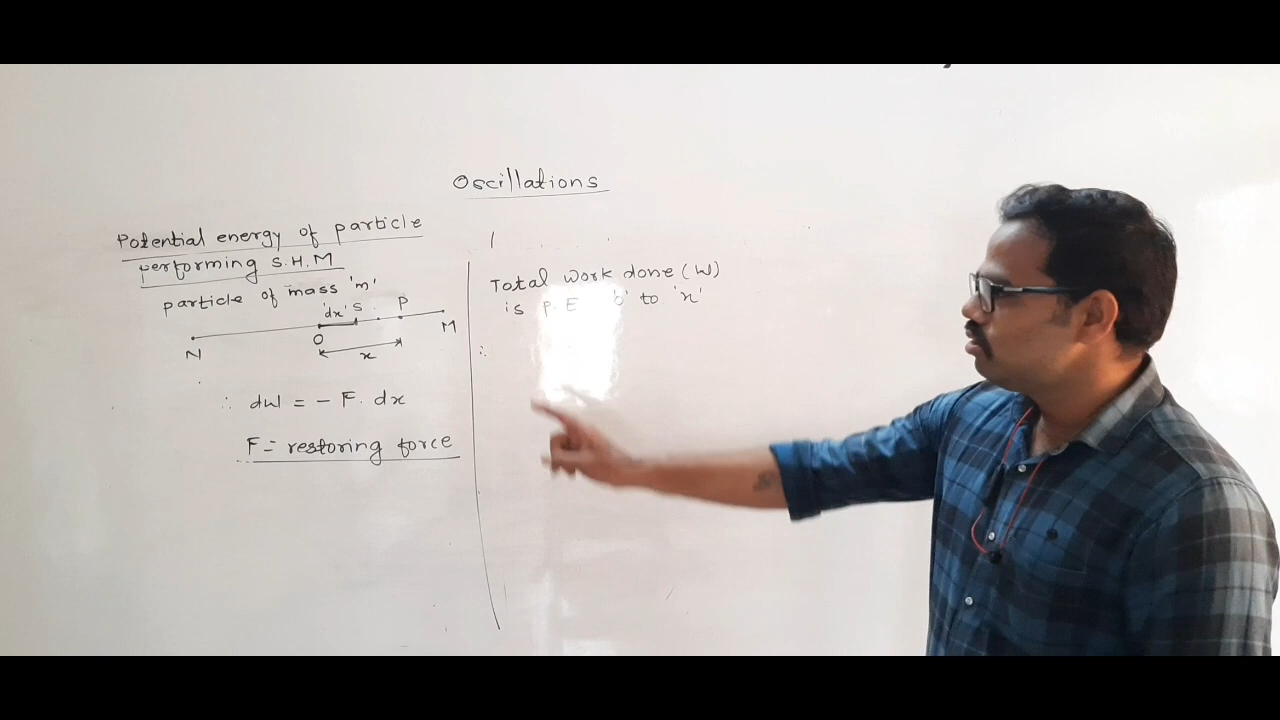 Oscillations
Potential energy of particle
performing S.H.M
particle of mass 'm'
'dx' S P
N O M
x
∴ dW = - F. dx
F = restoring force
Total work done (W)
is P.E 'o' to 'x'
∴